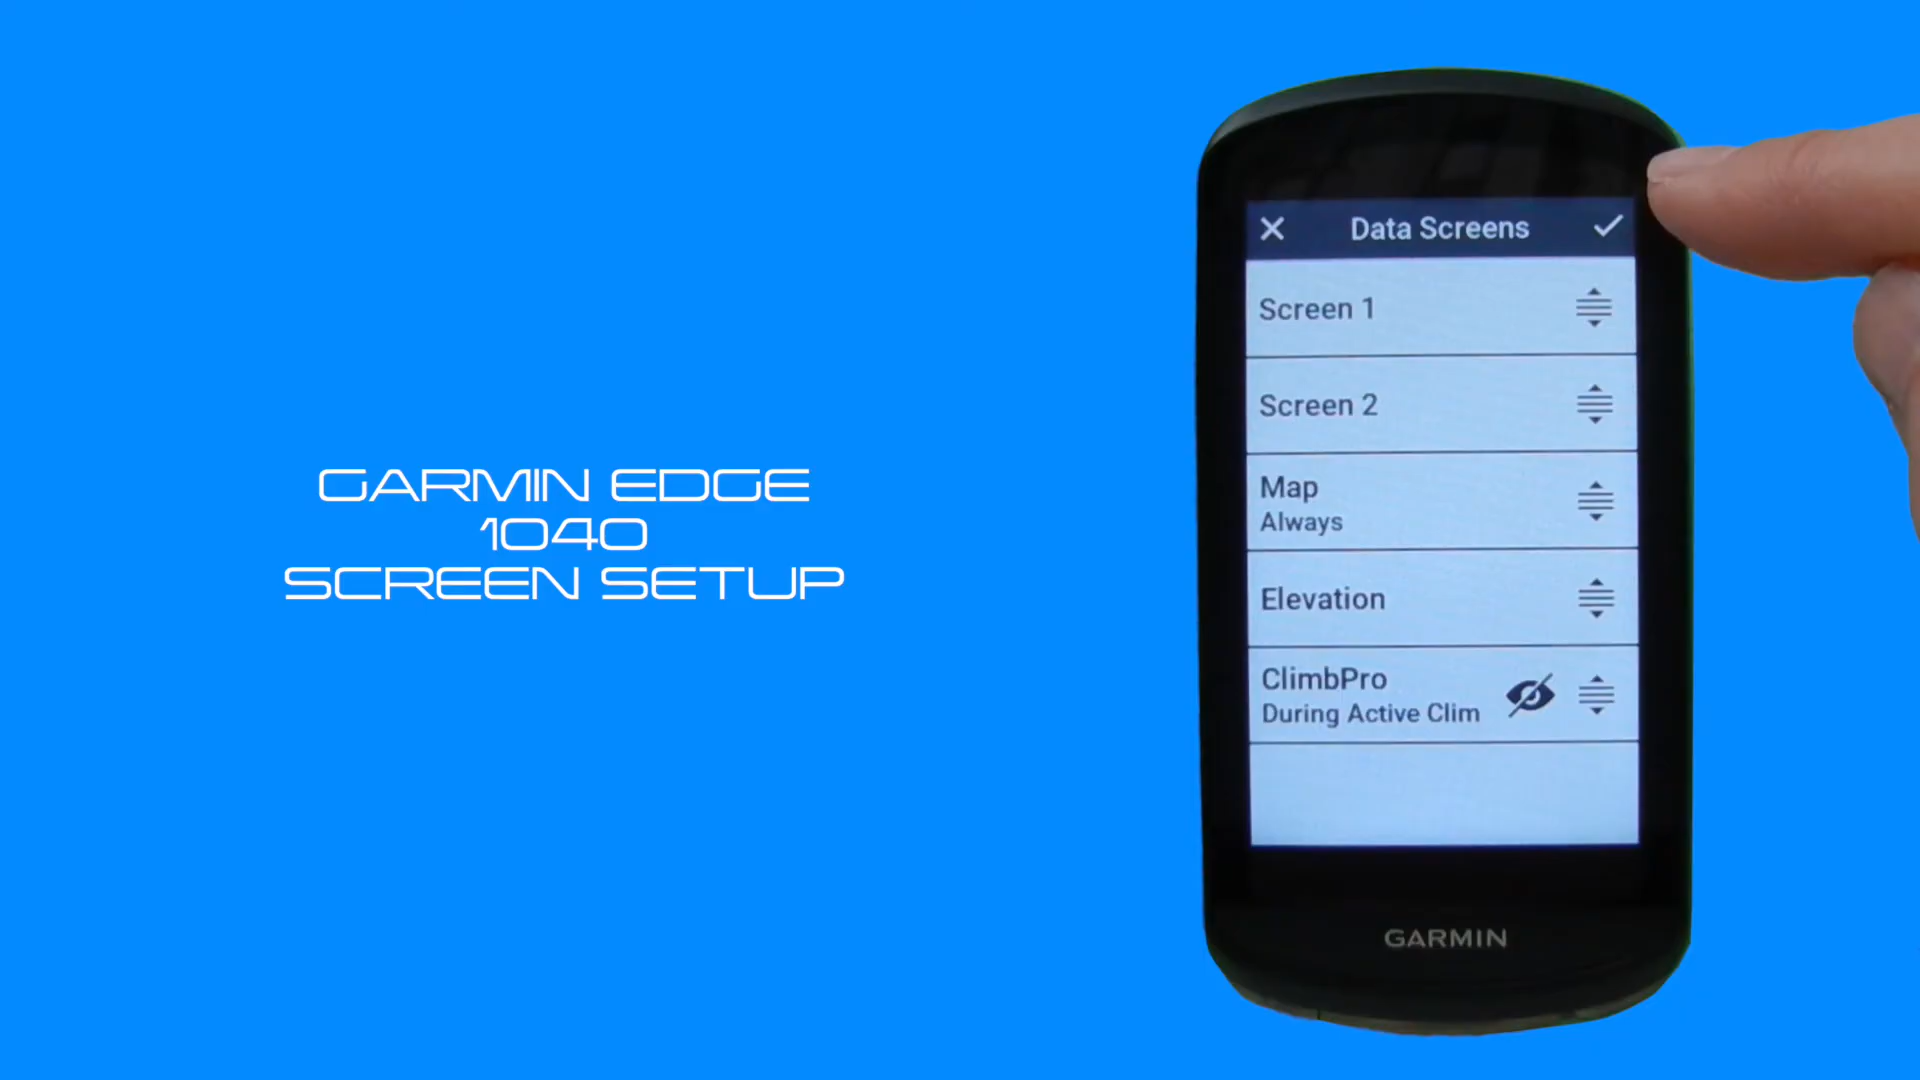 GARMIN EDGE
1040
SCREEN SETUP
Data Screens
Screen 1
Screen 2
Map
Always
Elevation
ClimbPro
During Active Clim
GARMIN